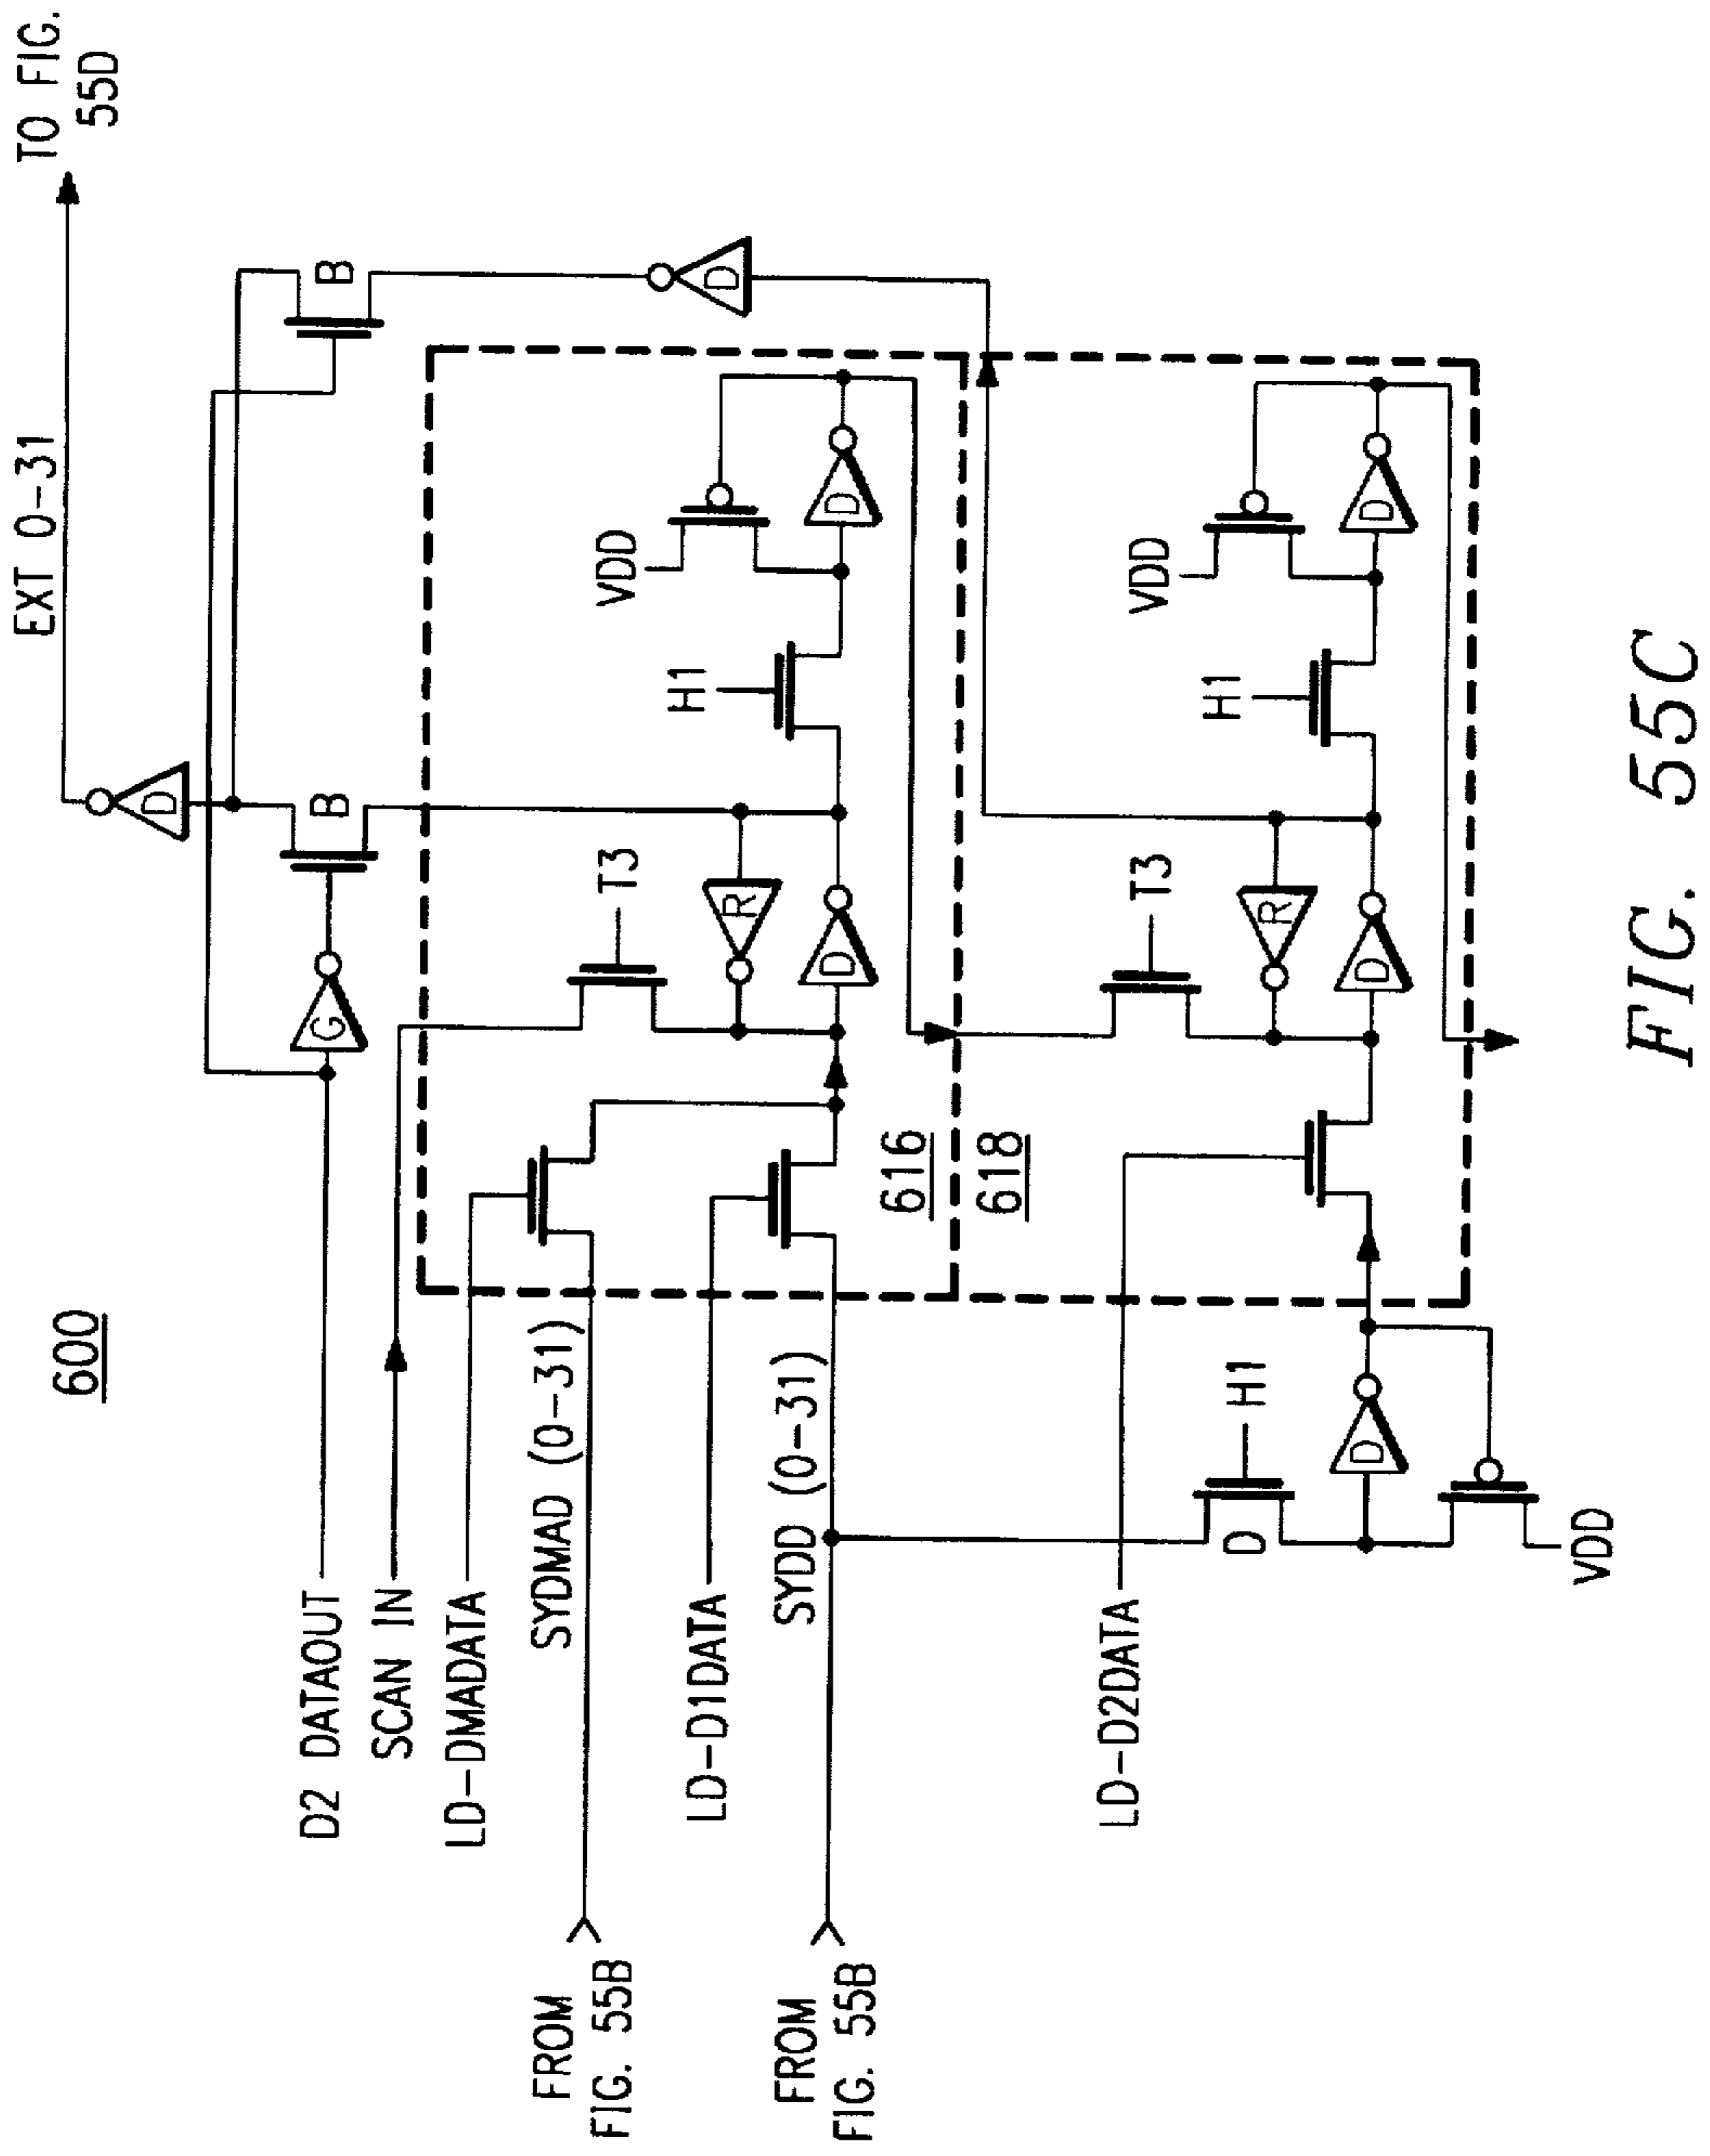 600
EXT 0-31
TO FIG.
55D
D2 DATAOUT
G
B
D
B
D
SCAN IN
LD-DMADATA
SYDMAD (0-31)
FROM
FIG. 55B
T3
R
D
H1
VDD
D
LD-D1DATA
SYDD (0-31)
FROM
FIG. 55B
616
618
T3
R
D
H1
VDD
D
LD-D2DATA
D
H1
D
VDD
FIG. 55C